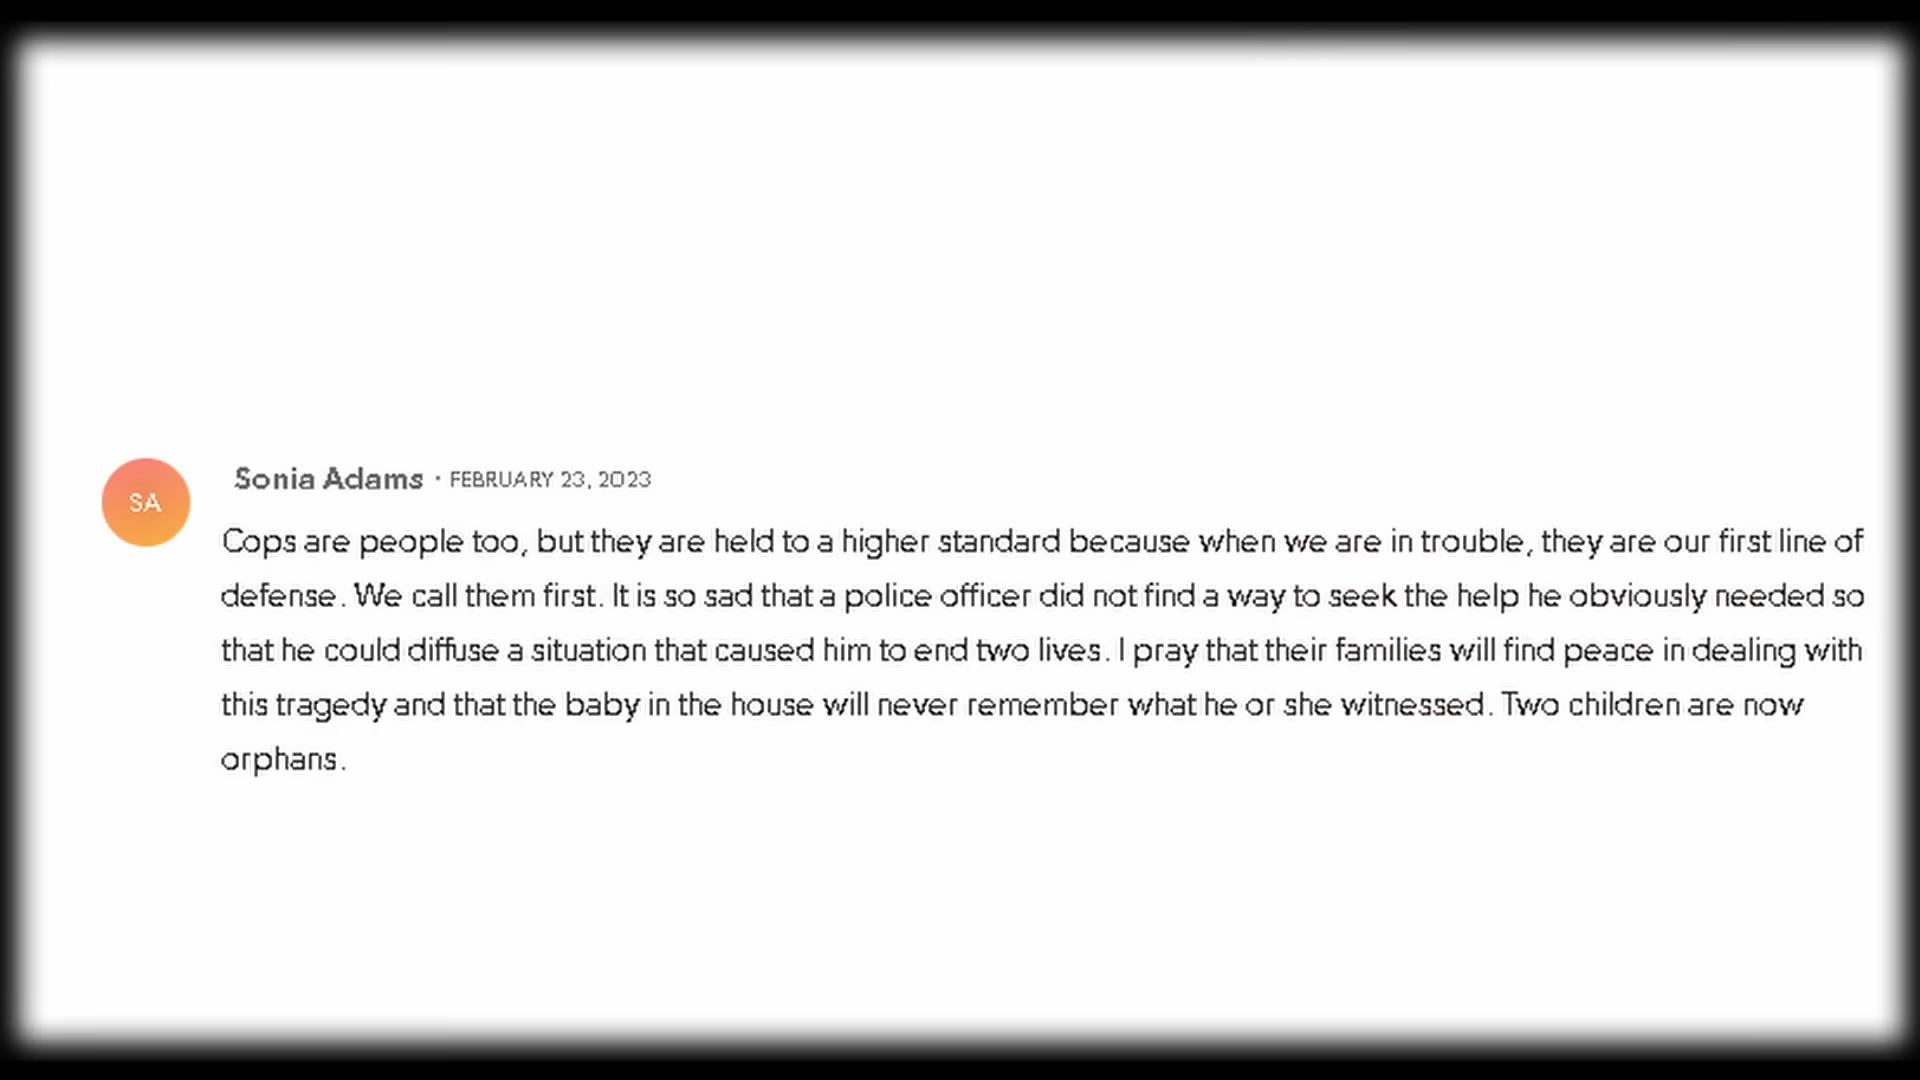 SA
Sonia Adams · FEBRUARY 23, 2023
Cops are people too, but they are held to a higher standard because when we are in trouble, they are our first line of
defense. We call them first. It is so sad that a police officer did not find a way to seek the help he obviously needed so
that he could diffuse a situation that caused him to end two lives. I pray that their families will find peace in dealing with
this tragedy and that the baby in the house will never remember what he or she witnessed. Two children are now
orphans.